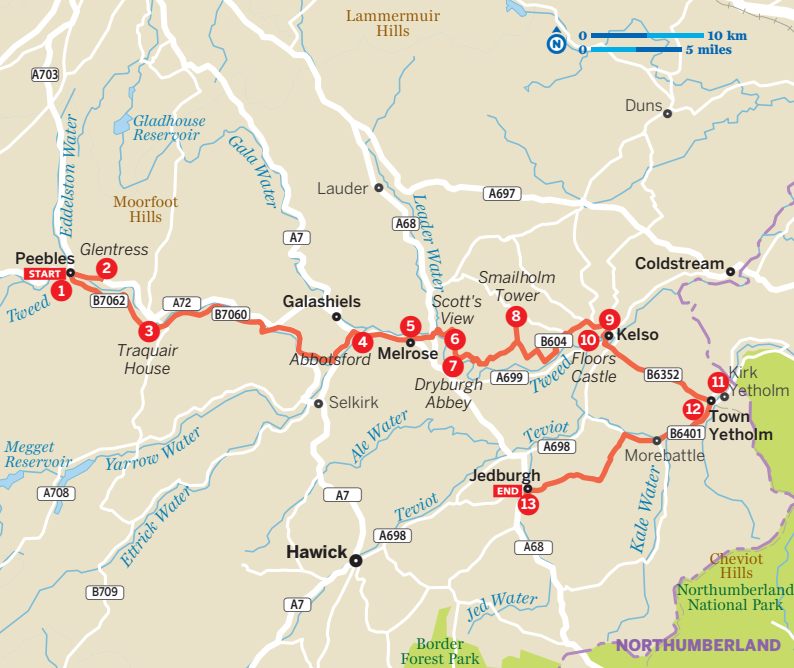 Lammermuir
Hills
N
0
10 km
0
5 miles
A703
Duns
Gladhouse
Reservoir
Eddelston Water
Gala Water
Lauder
A697
Moorfoot
Hills
A68
Leader Water
A7
Glentress
Peebles
START
2
1
Tweed
B7062
A72
B7060
3
Traquair
House
Galashiels
Coldstream
Smailholm
Tower
Scott's
View
8
9
5
6
4
Abbotsford
Melrose
7
B604
10
Kelso
Floors
Castle
A699
Tweed
Dryburgh
Abbey
B6352
11
Kirk
Yetholm
12
Town
Yetholm
B6401
Morebattle
Selkirk
Ale Water
Teviot
A698
Megget
Reservoir
Yarrow Water
A708
Ettrick Water
A7
Teviot
Jedburgh
END
13
Kale Water
A698
A68
Hawick
Cheviot
Hills
B709
A7
Jed Water
Northumberland
National Park
Border
Forest Park
NORTHUMBERLAND